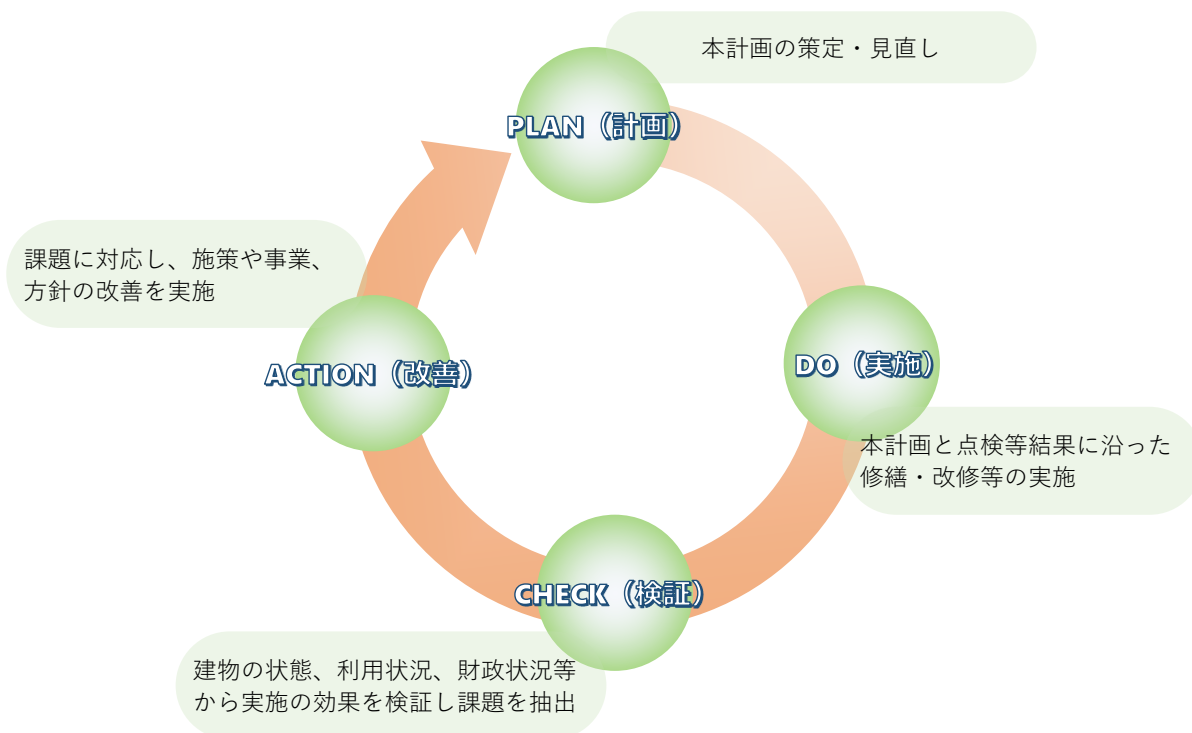 本計画の策定・見直し
PLAN（計画）
課題に対応し、施策や事業、
方針の改善を実施
ACTION（改善）
DO（実施）
本計画と点検等結果に沿った
修繕・改修等の実施
CHECK（検証）
建物の状態、利用状況、財政状況等
から実施の効果を検証し課題を抽出